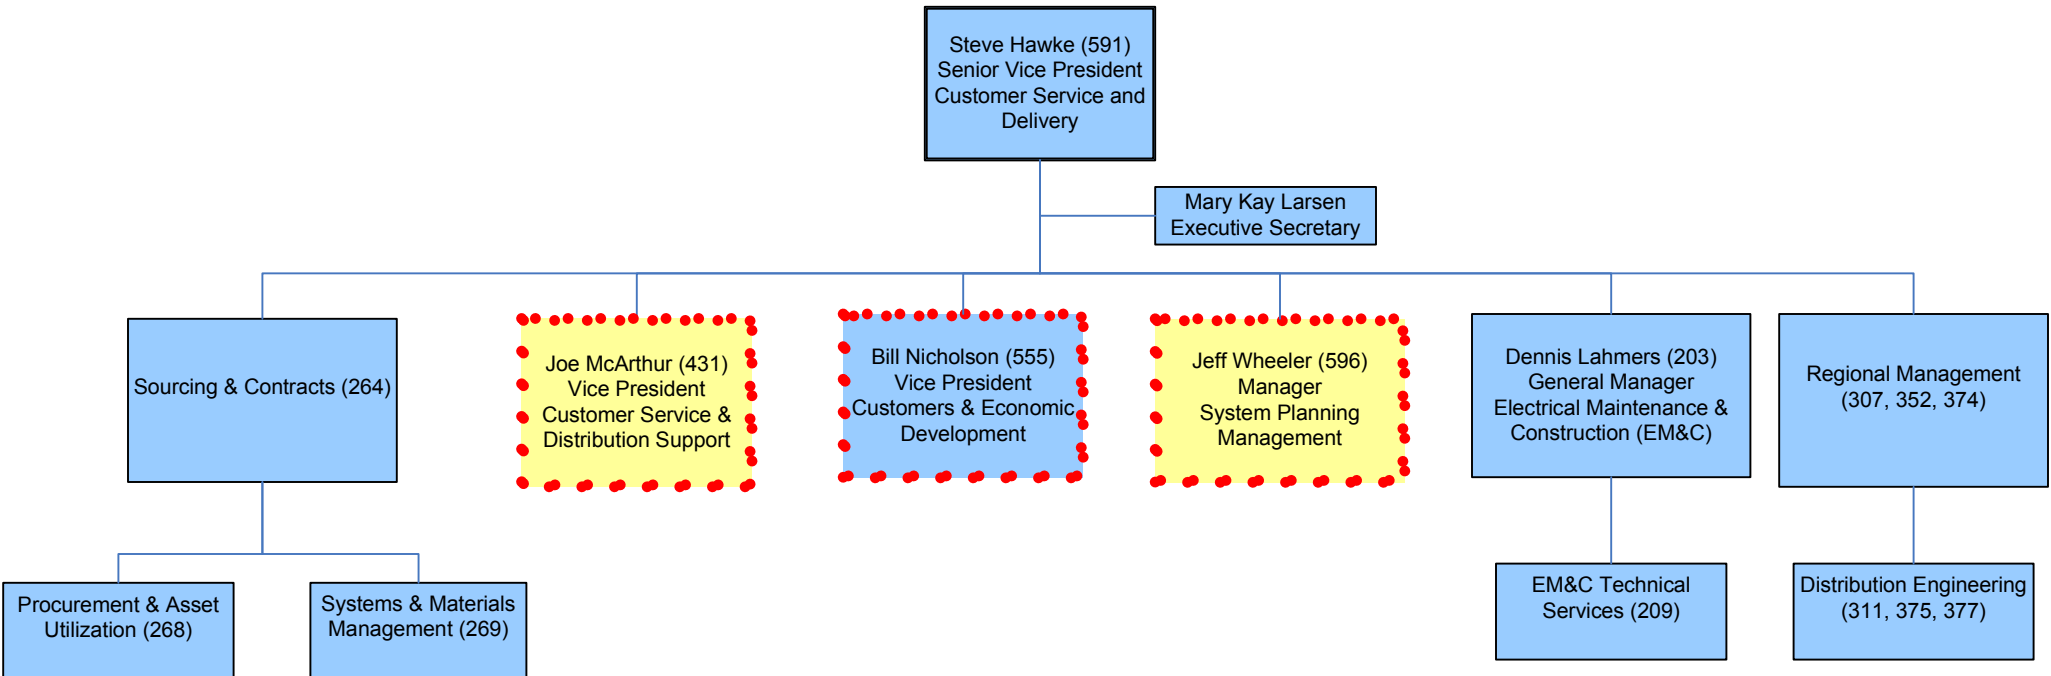 Steve Hawke (591)
Senior Vice President
Customer Service and
Delivery
Mary Kay Larsen
Executive Secretary
Sourcing & Contracts (264)
Joe McArthur (431)
Vice President
Customer Service &
Distribution Support
Bill Nicholson (555)
Vice President
Customers & Economic
Development
Jeff Wheeler (596)
Manager
System Planning
Management
Dennis Lahmers (203)
General Manager
Electrical Maintenance &
Construction (EM&C)
Regional Management
(307, 352, 374)
Procurement & Asset
Utilization (268)
Systems & Materials
Management (269)
EM&C Technical
Services (209)
Distribution Engineering
(311, 375, 377)